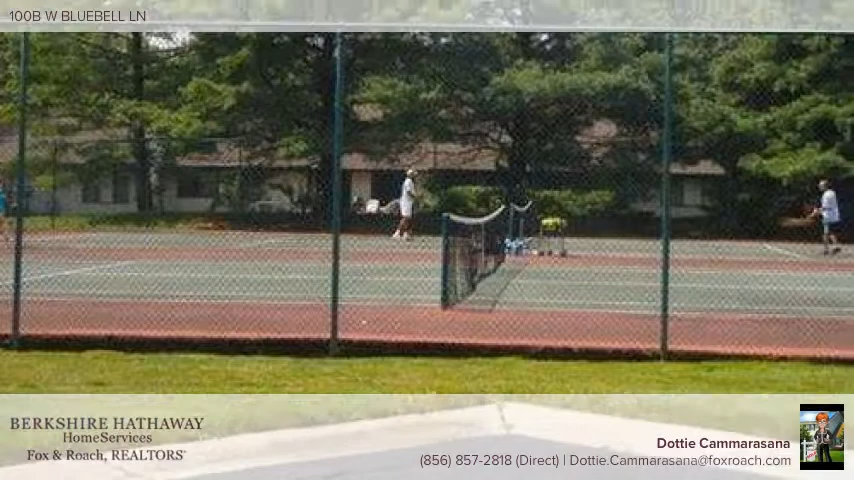 100B W BLUEBELL LN
BERKSHIRE HATHAWAY
HomeServices
Fox & Roach, REALTORS®
Dottie Cammarasana
(856) 857-2818 (Direct) | Dottie.Cammarasana@foxroach.com